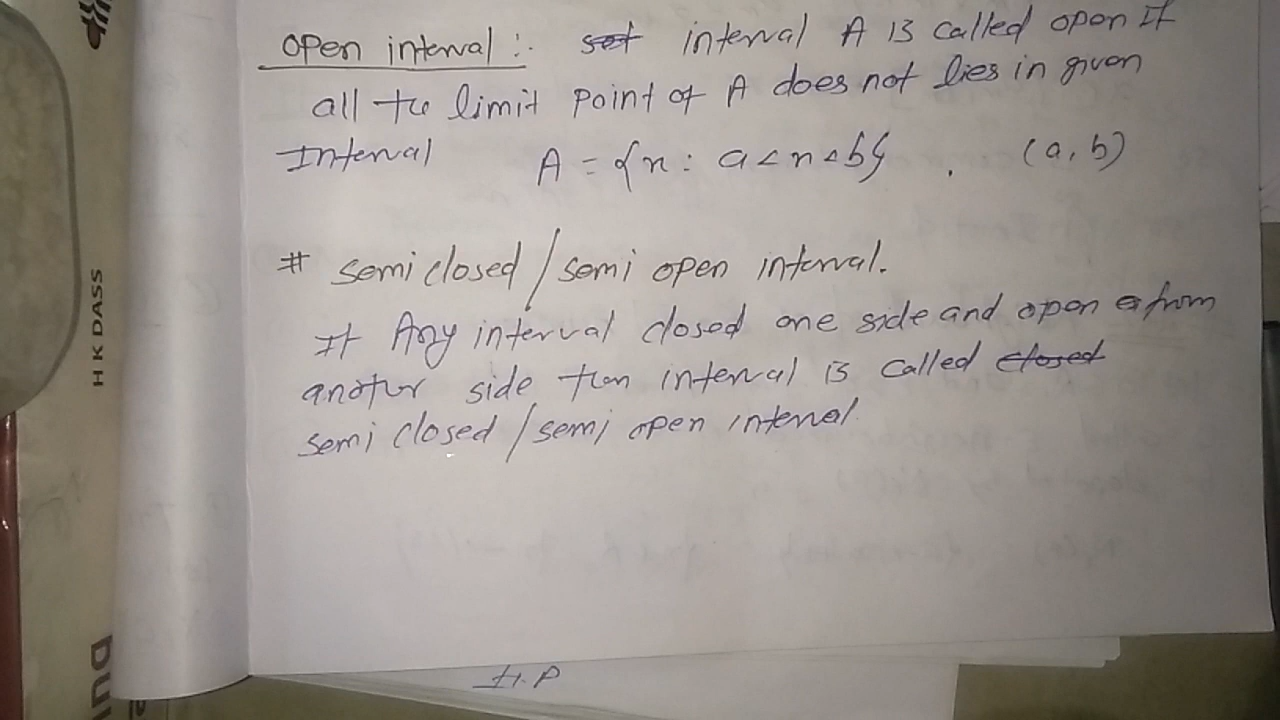 open interval :. set interval A is called open If
all the limit point of A does not lies in given
Interval A = {x : a < x < b} , (a, b)
# semi closed / semi open interval.
If Any interval closed one side and open from
another side then interval is called closed
semi closed / semi open interval.
H K DASS
H.P